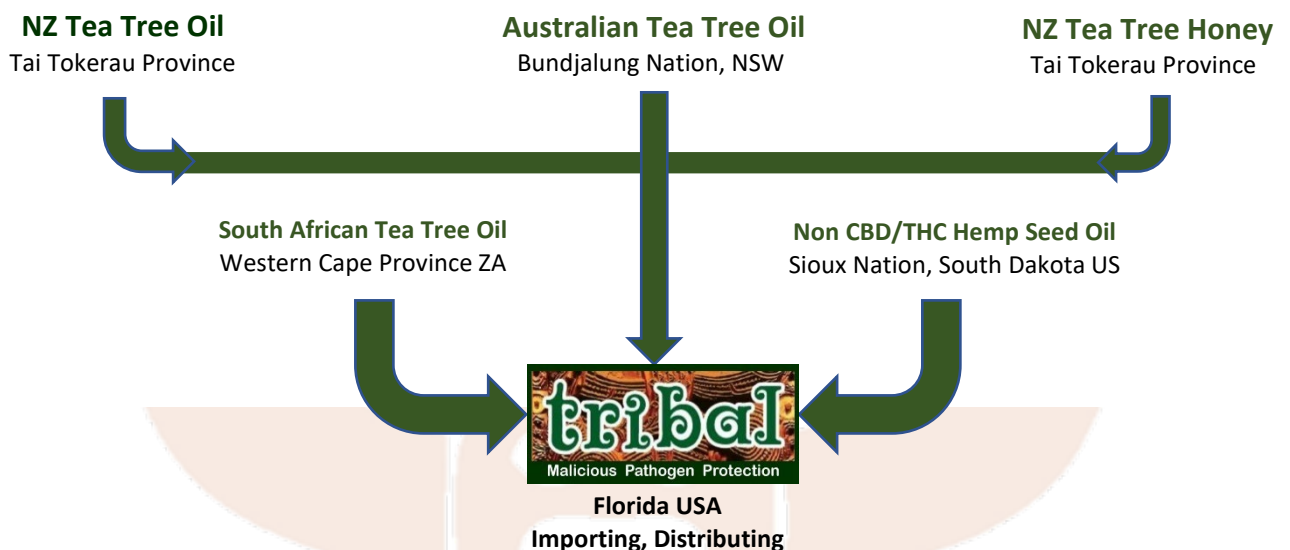 NZ Tea Tree Oil
Tai Tokerau Province
Australian Tea Tree Oil
Bundjalung Nation, NSW
NZ Tea Tree Honey
Tai Tokerau Province
South African Tea Tree Oil
Western Cape Province ZA
Non CBD/THC Hemp Seed Oil
Sioux Nation, South Dakota US
tribal
Malicious Pathogen Protection
Florida USA
Importing, Distributing